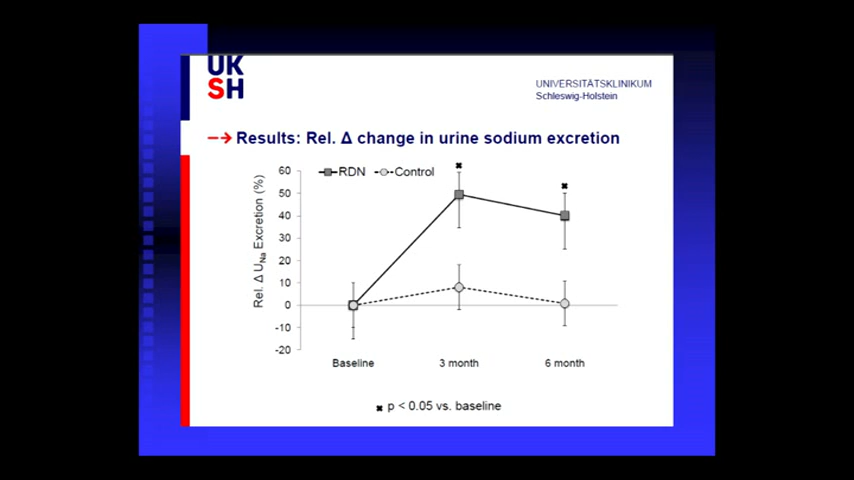 UK
SH
UNIVERSITÄTSKLINIKUM
Schleswig-Holstein
Results: Rel. Δ change in urine sodium excretion
RDN Control
Rel. Δ UNa Excretion (%)
60
50
40
30
20
10
0
-10
-20
Baseline 3 month 6 month
p < 0.05 vs. baseline